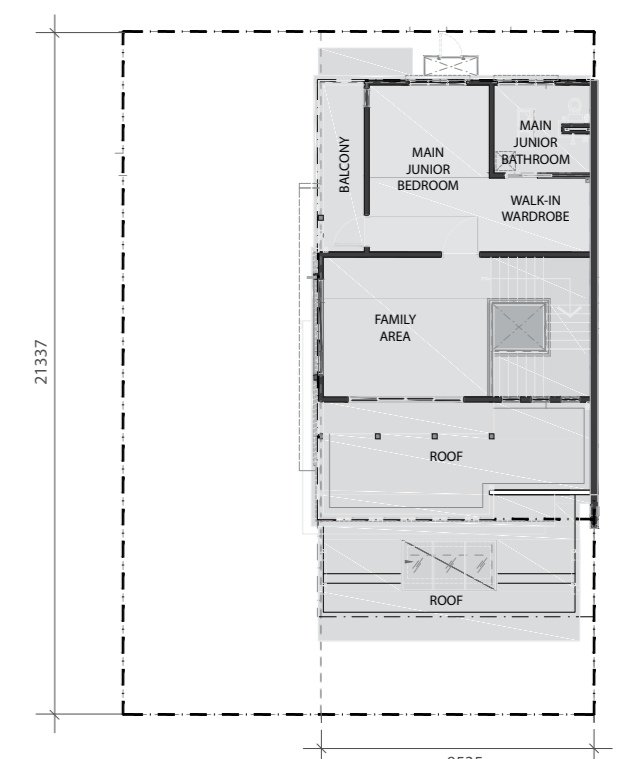 MAIN
JUNIOR
BATHROOM
BALCONY
MAIN
JUNIOR
BEDROOM
WALK-IN
WARDROBE
FAMILY
AREA
21337
ROOF
ROOF